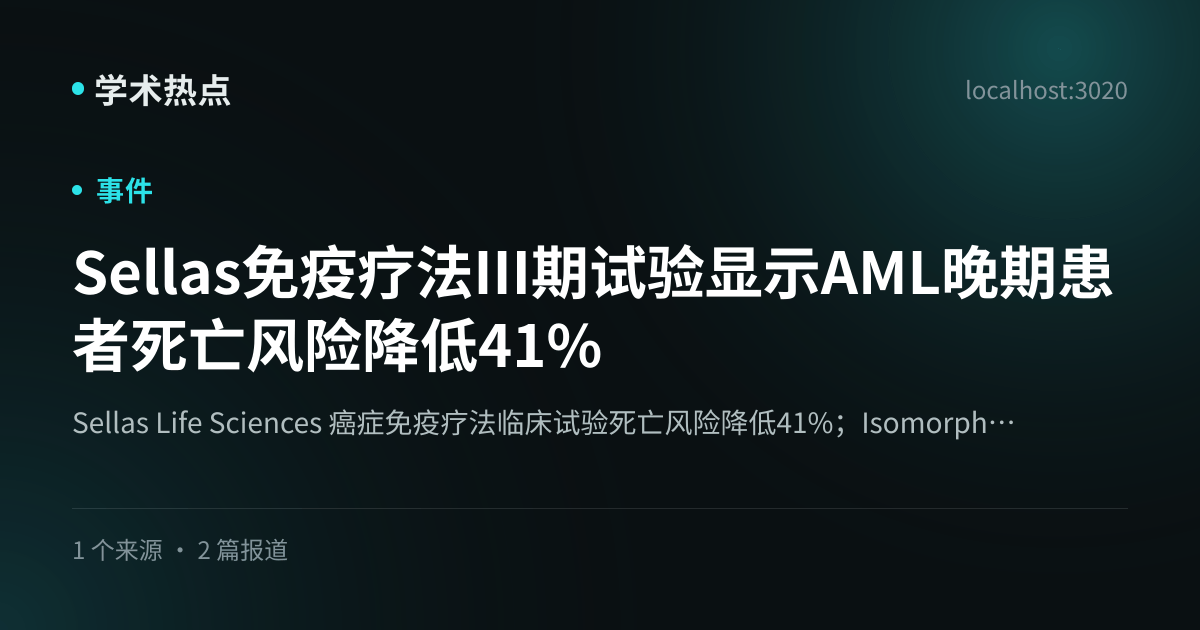 学术热点
localhost:3020
事件
Sellas免疫疗法III期试验显示AML晚期患
者死亡风险降低41%
Sellas Life Sciences 癌症免疫疗法临床试验死亡风险降低41%；Isomorph…
1 个来源 · 2 篇报道